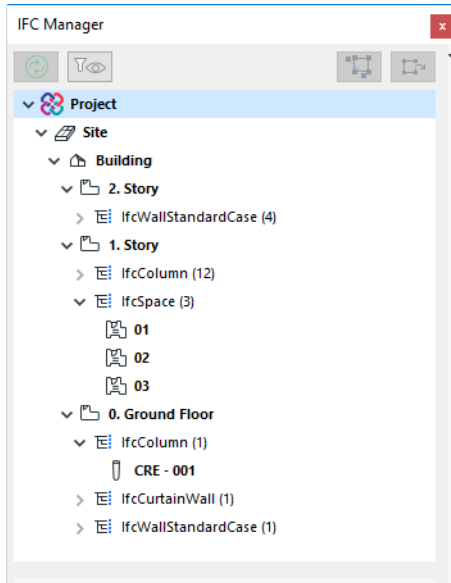 IFC Manager
x
Project
Site
Building
2. Story
IfcWallStandardCase (4)
1. Story
IfcColumn (12)
IfcSpace (3)
01
02
03
0. Ground Floor
IfcColumn (1)
CRE - 001
IfcCurtainWall (1)
IfcWallStandardCase (1)